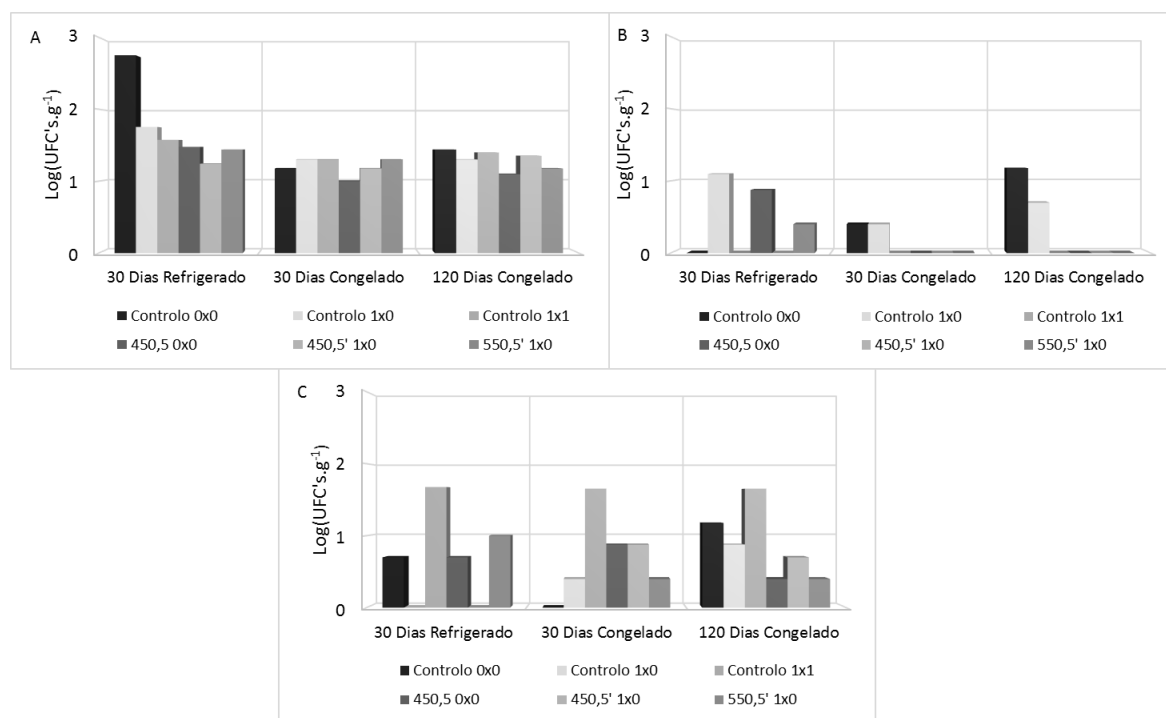 A
3
2
1
0
Log(UFC's.g-1)
30 Dias Refrigerado 30 Dias Congelado 120 Dias Congelado
Controlo 0x0 Controlo 1x0 Controlo 1x1
450,5 0x0 450,5' 1x0 550,5' 1x0
B
3
2
1
0
Log(UFC's.g-1)
30 Dias Refrigerado 30 Dias Congelado 120 Dias Congelado
Controlo 0x0 Controlo 1x0 Controlo 1x1
450,5 0x0 450,5' 1x0 550,5' 1x0
C
3
2
1
0
Log(UFC's.g-1)
30 Dias Refrigerado 30 Dias Congelado 120 Dias Congelado
Controlo 0x0 Controlo 1x0 Controlo 1x1
450,5 0x0 450,5' 1x0 550,5' 1x0